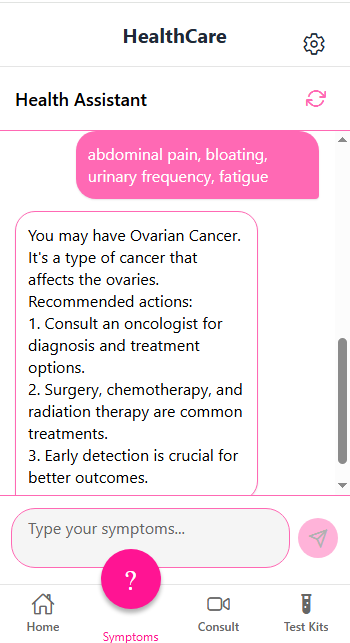 HealthCare
Health Assistant
abdominal pain, bloating,
urinary frequency, fatigue
You may have Ovarian Cancer.
It's a type of cancer that
affects the ovaries.
Recommended actions:
1. Consult an oncologist for
diagnosis and treatment
options.
2. Surgery, chemotherapy, and
radiation therapy are common
treatments.
3. Early detection is crucial for
better outcomes.
Type your symptoms...
?
Home
Symptoms
Consult
Test Kits